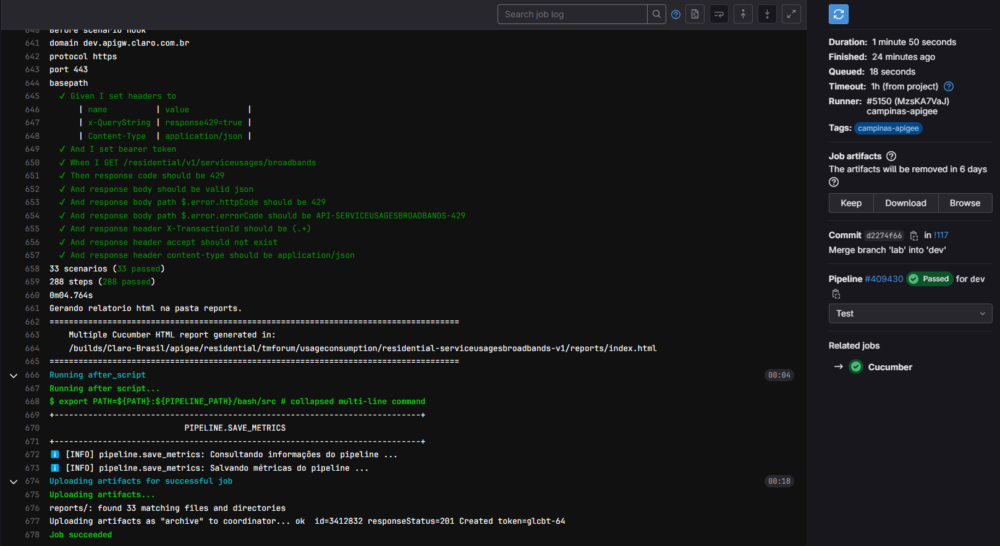 Search job log
640 Before scenario hook
641 domain dev.apigw.claro.com.br
642 protocol https
643 port 443
644 basepath
645 ✓ Given I set headers to
646 | name | value |
647 | x-QueryString | response429=true |
648 | Content-Type | application/json |
649 ✓ And I set bearer token
650 ✓ When I GET /residential/v1/serviceusages/broadbands
651 ✓ Then response code should be 429
652 ✓ And response body should be valid json
653 ✓ And response body path $.error.httpCode should be 429
654 ✓ And response body path $.error.errorCode should be API-SERVICEUSAGESBROADBANDS-429
655 ✓ And response header X-TransactionId should be (.+)
656 ✓ And response header accept should not exist
657 ✓ And response header content-type should be application/json
658 33 scenarios (33 passed)
659 288 steps (288 passed)
660 0m04.764s
661 Gerando relatorio html na pasta reports.
662 =====================================================================================
663 Multiple Cucumber HTML report generated in:
664 /builds/Claro-Brasil/apigee/residential/tmforum/usageconsumption/residential-serviceusagesbroadbands-v1/reports/index.html
665 =====================================================================================
666 Running after_script 00:04
667 Running after script...
668 $ export PATH=${PATH}:${PIPELINE_PATH}/bash/src # collapsed multi-line command
669 +----------------------------------------------------------------------------+
670 PIPELINE.SAVE_METRICS
671 +----------------------------------------------------------------------------+
672 i [INFO] pipeline.save_metrics: Consultando informações do pipeline ...
673 i [INFO] pipeline.save_metrics: Salvando métricas do pipeline ...
674 Uploading artifacts for successful job 00:18
675 Uploading artifacts...
676 reports/: found 33 matching files and directories
677 Uploading artifacts as "archive" to coordinator... ok  id=3412832 responseStatus=201 Created token=glcbt-64
678 Job succeeded
Duration: 1 minute 50 seconds
Finished: 24 minutes ago
Queued: 18 seconds
Timeout: 1h (from project)
Runner: #5150 (MzsKA7VaJ)
campinas-apigee
Tags: campinas-apigee
Job artifacts
The artifacts will be removed in 6 days
Keep Download Browse
Commit d2274f66 in !117
Merge branch 'lab' into 'dev'
Pipeline #409430 Passed for dev
Test
Related jobs
→ Cucumber